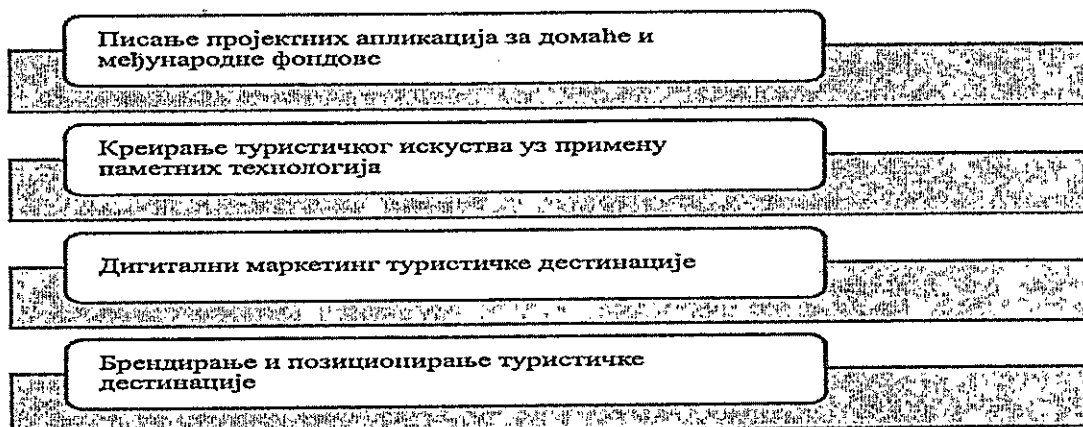 Писање пројектних апликација за домаће и
међународне фондове
Креирање туристичког искуства уз примену
паметних технологија
Дигитални маркетинг туристичке дестинације
Брендирање и позиционирање туристичке
дестинације